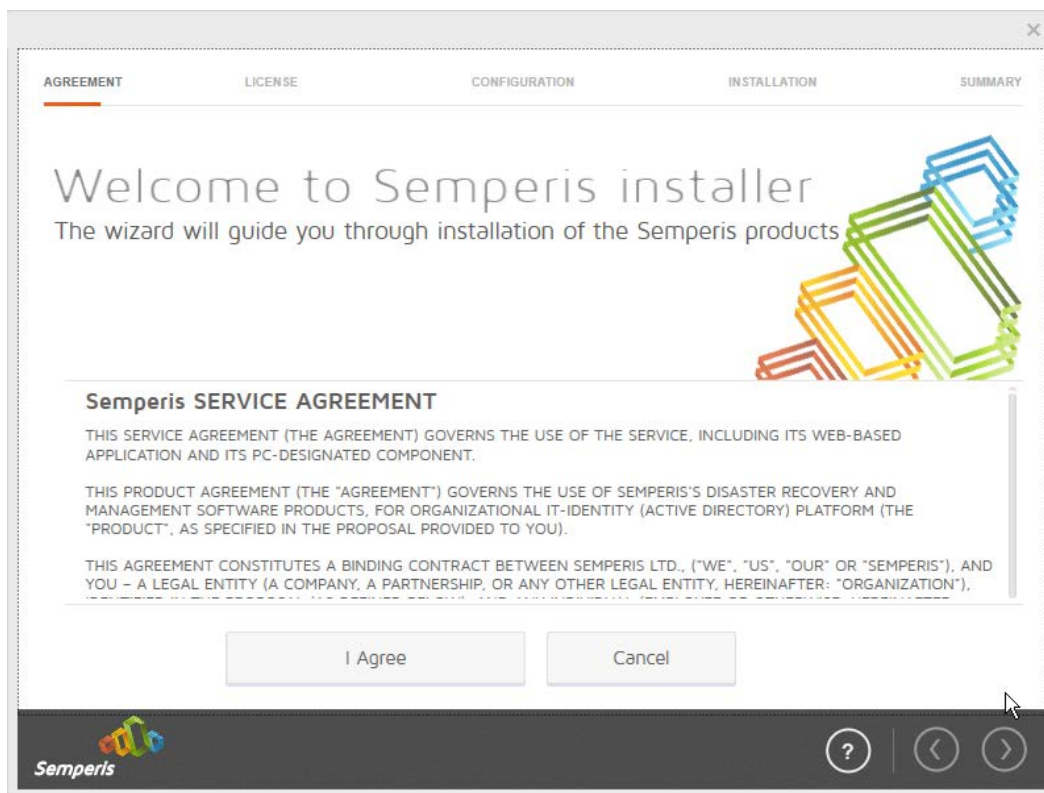 AGREEMENT LICENSE CONFIGURATION INSTALLATION SUMMARY
Welcome to Semperis installer
The wizard will guide you through installation of the Semperis products
Semperis SERVICE AGREEMENT
THIS SERVICE AGREEMENT (THE AGREEMENT) GOVERNS THE USE OF THE SERVICE, INCLUDING ITS WEB-BASED
APPLICATION AND ITS PC-DESIGNATED COMPONENT.
THIS PRODUCT AGREEMENT (THE "AGREEMENT") GOVERNS THE USE OF SEMPERIS'S DISASTER RECOVERY AND
MANAGEMENT SOFTWARE PRODUCTS, FOR ORGANIZATIONAL IT-IDENTITY (ACTIVE DIRECTORY) PLATFORM (THE
"PRODUCT", AS SPECIFIED IN THE PROPOSAL PROVIDED TO YOU).
THIS AGREEMENT CONSTITUTES A BINDING CONTRACT BETWEEN SEMPERIS LTD., ("WE", "US", "OUR" OR "SEMPERIS"), AND
YOU – A LEGAL ENTITY (A COMPANY, A PARTNERSHIP, OR ANY OTHER LEGAL ENTITY, HEREINAFTER: "ORGANIZATION"),
I Agree Cancel
Semperis ?